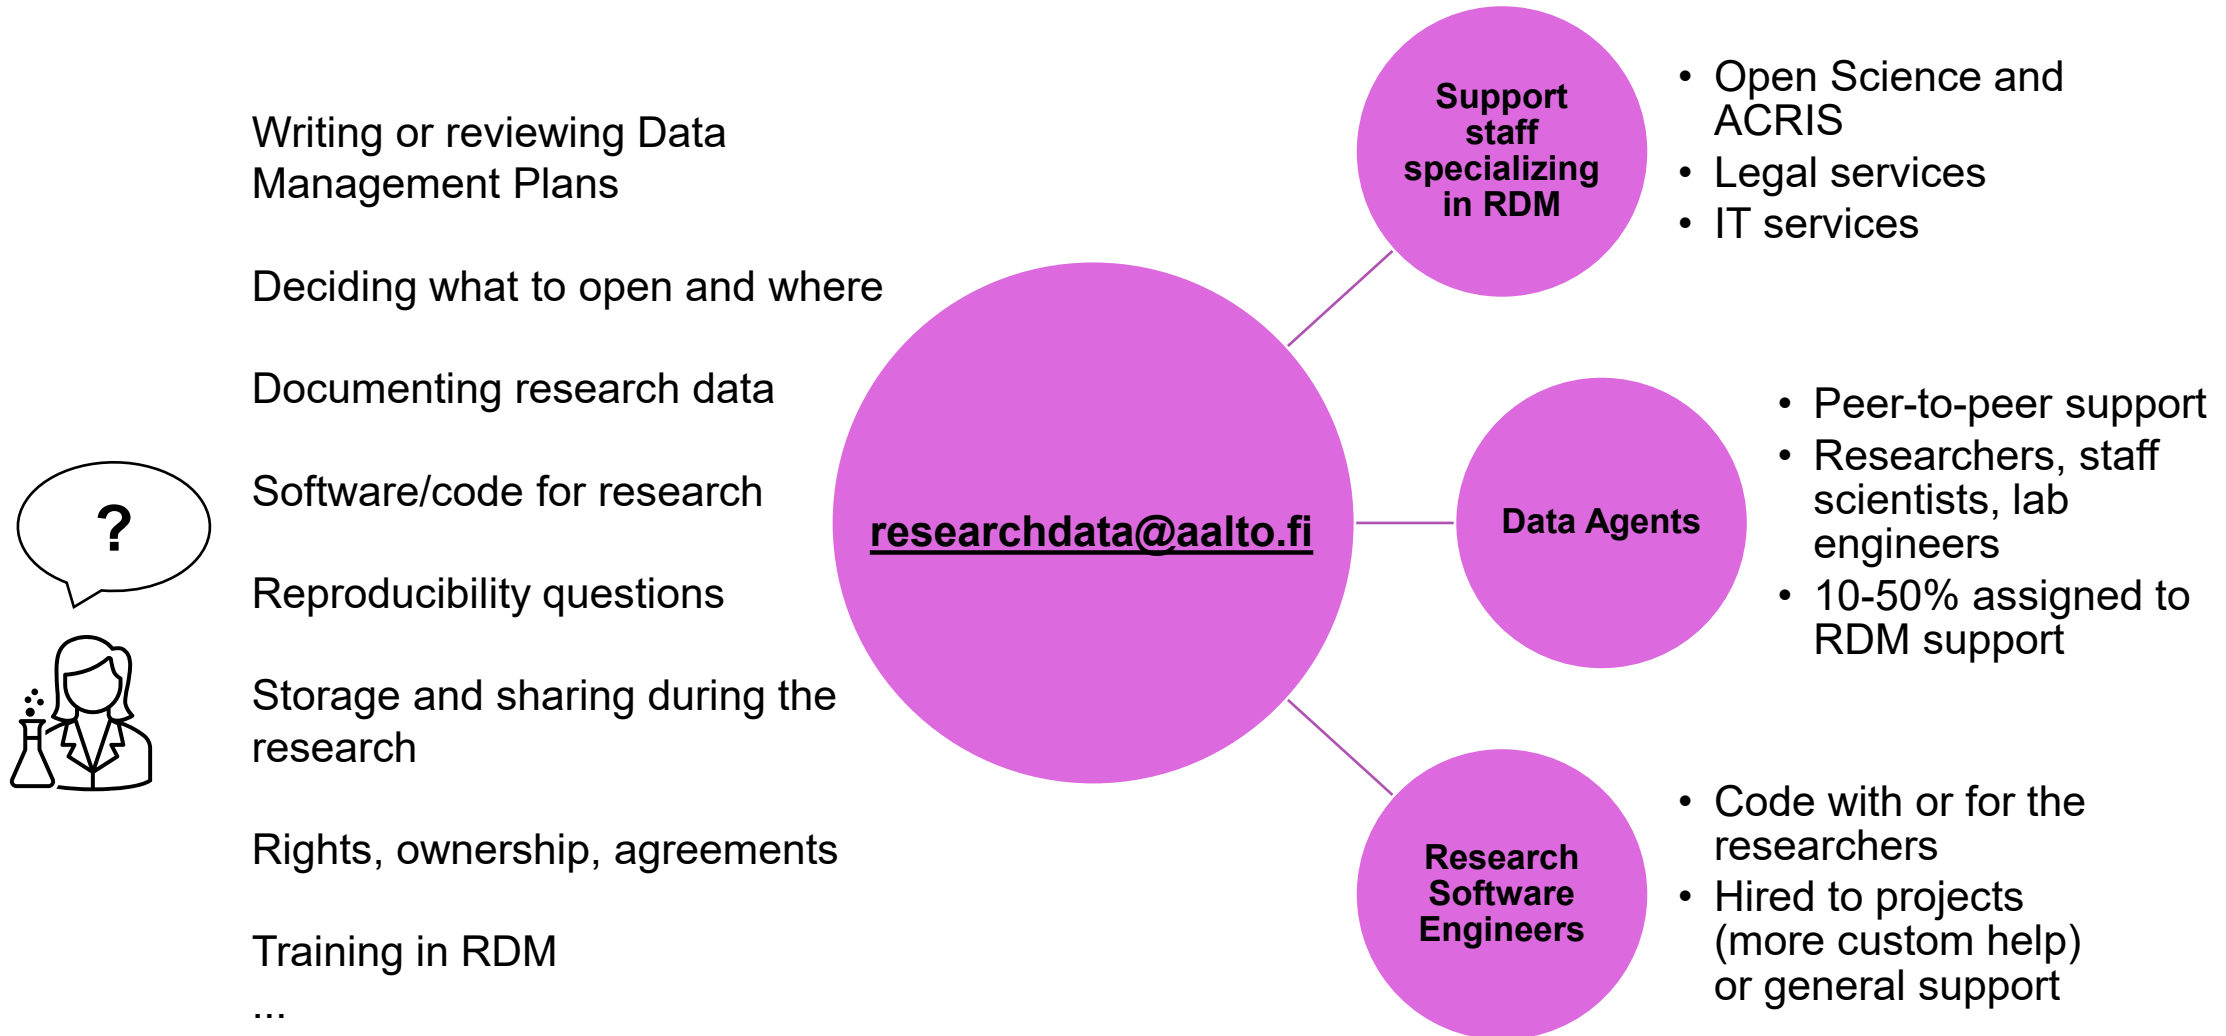 Writing or reviewing Data
Management Plans
Deciding what to open and where
Documenting research data
Software/code for research
Reproducibility questions
Storage and sharing during the
research
Rights, ownership, agreements
Training in RDM
...
?
researchdata@aalto.fi
Support
staff
specializing
in RDM
• Open Science and
ACRIS
• Legal services
• IT services
Data Agents
• Peer-to-peer support
• Researchers, staff
scientists, lab
engineers
• 10-50% assigned to
RDM support
Research
Software
Engineers
• Code with or for the
researchers
• Hired to projects
(more custom help)
or general support